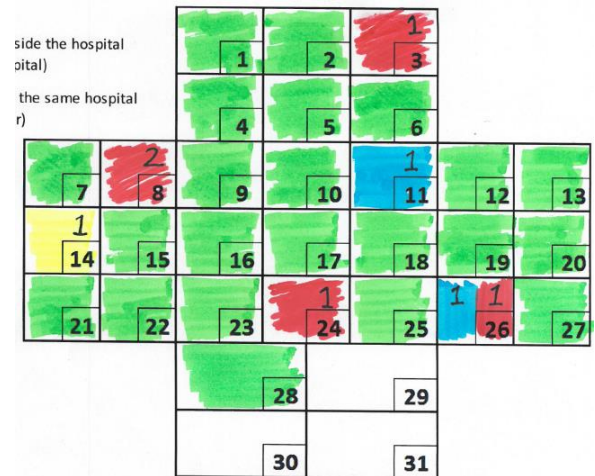 1
1 2 3
side the hospital
pital)
4 5 6
the same hospital
r)
2 1
7 8 9 10 11 12 13
1
14 15 16 17 18 19 20
1 1 1
21 22 23 24 25 26 27
28 29
30 31